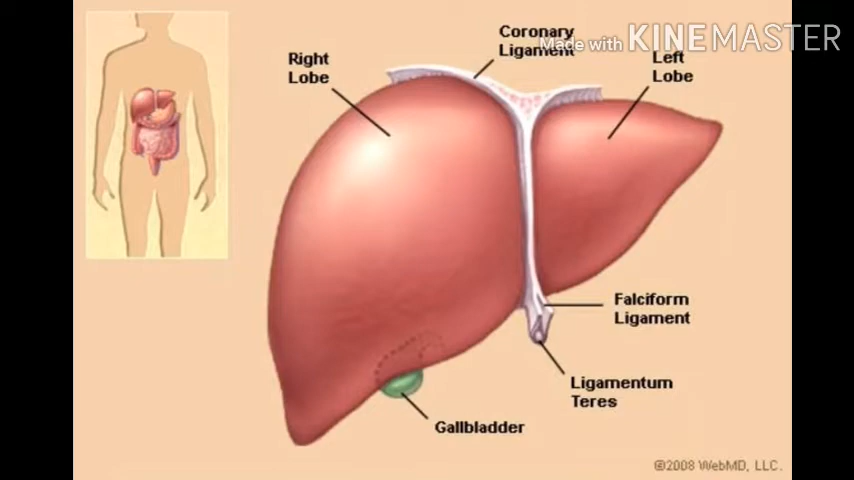 Coronary
Ligament
Made with KINEMASTER
Right
Lobe
Left
Lobe
Falciform
Ligament
Ligamentum
Teres
Gallbladder
©2008 WebMD, LLC.